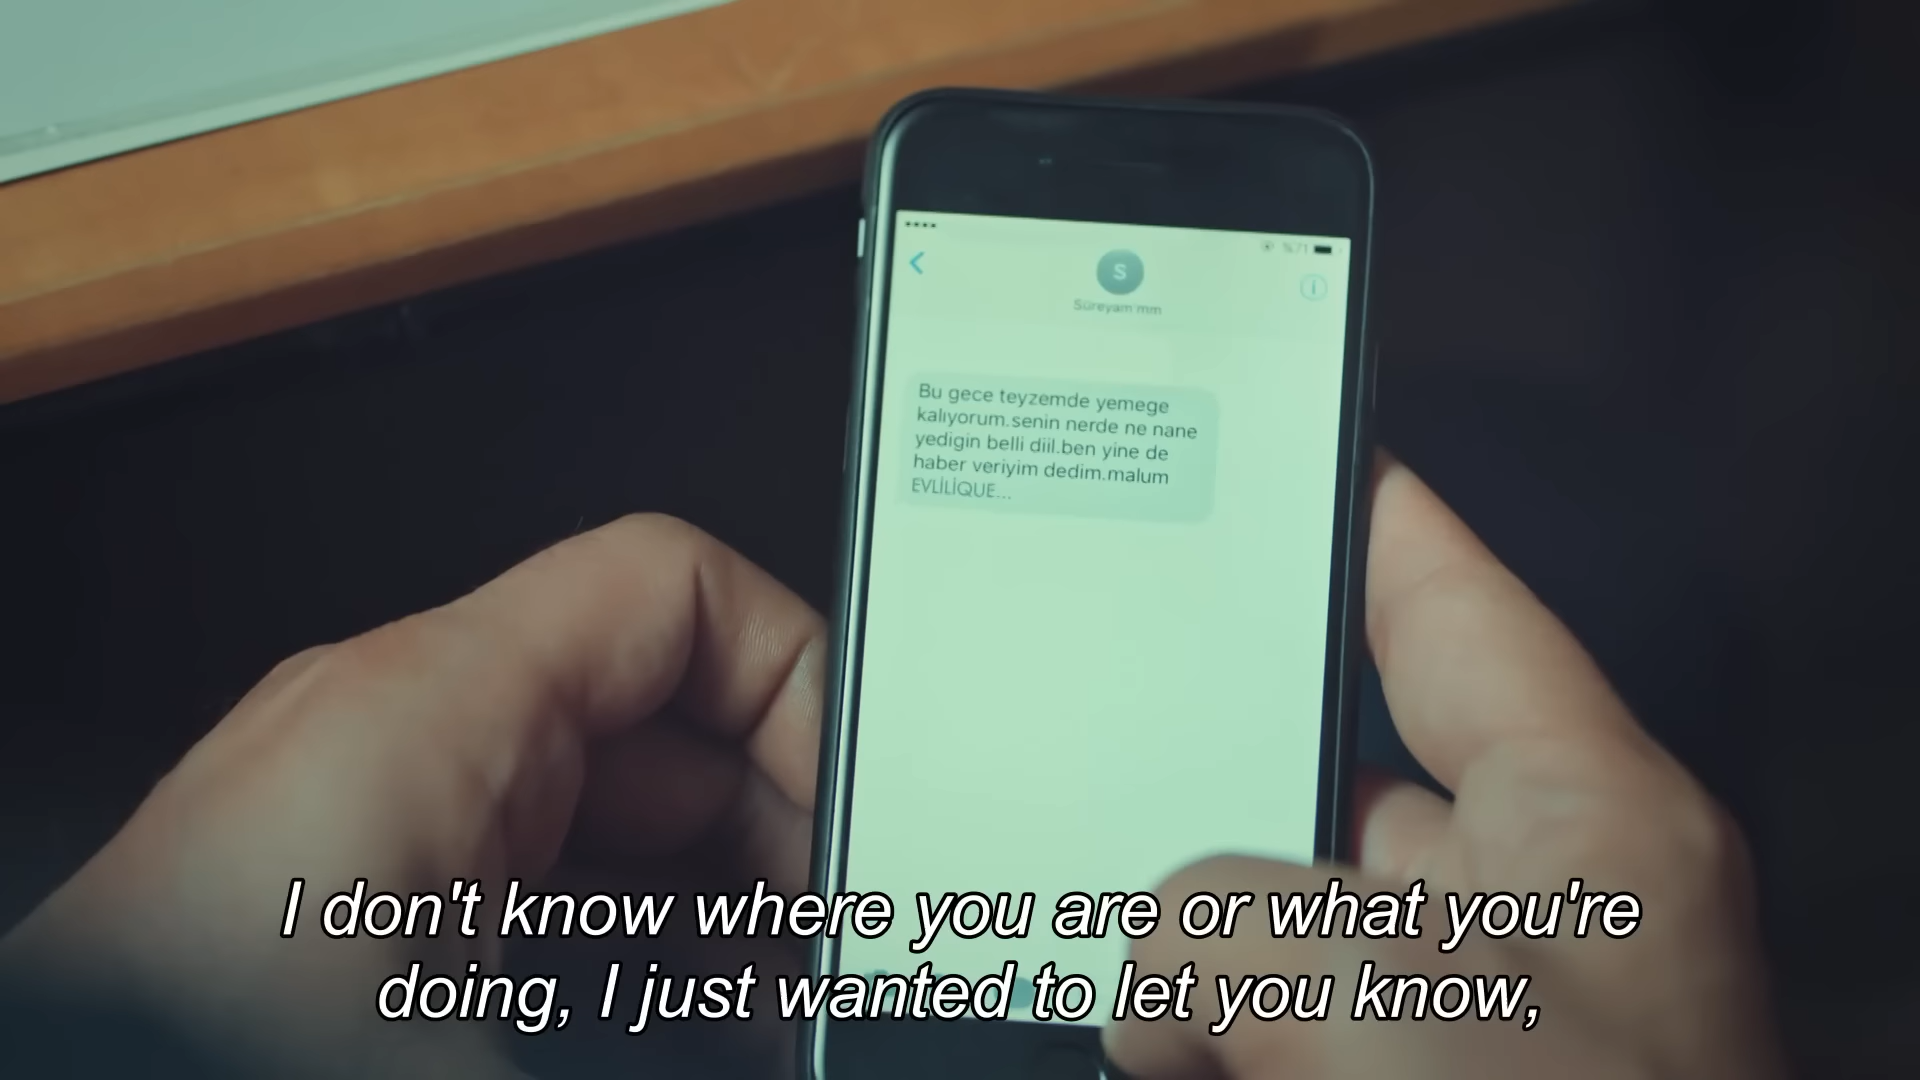 %71
S
Süreyam mm
Bu gece teyzemde yemege
kalıyorum.senin nerde ne nane
yedigin belli diil.ben yine de
haber veriyim dedim.malum
EVLİLİQUE...
I don't know where you are or what you're
doing, I just wanted to let you know,